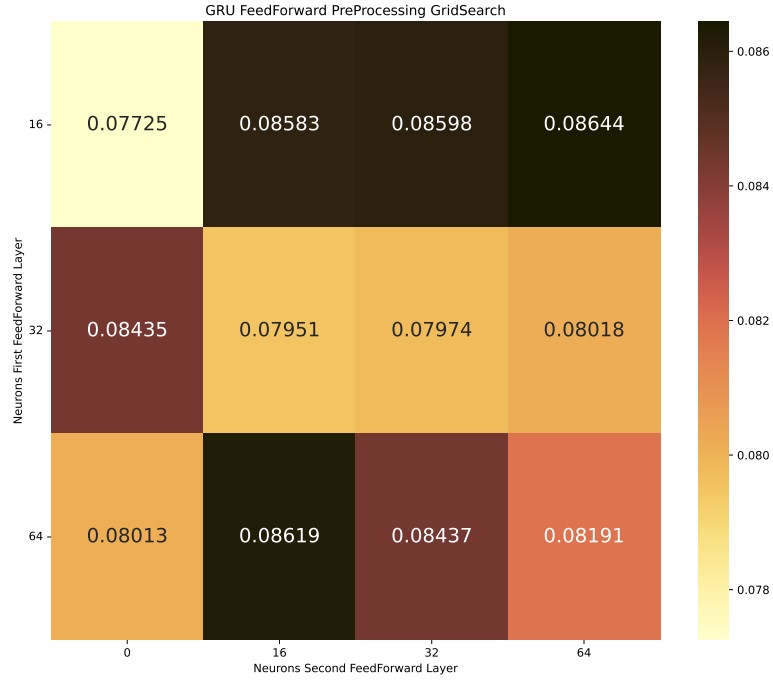 GRU FeedForward PreProcessing GridSearch
16
0.07725 0.08583 0.08598 0.08644
32
0.08435 0.07951 0.07974 0.08018
64
0.08013 0.08619 0.08437 0.08191
0 16 32 64
Neurons First FeedForward Layer
Neurons Second FeedForward Layer
0.086
0.084
0.082
0.080
0.078